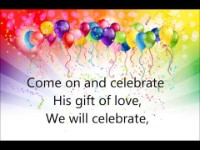 Come on and celebrate
His gift of love,
We will celebrate,